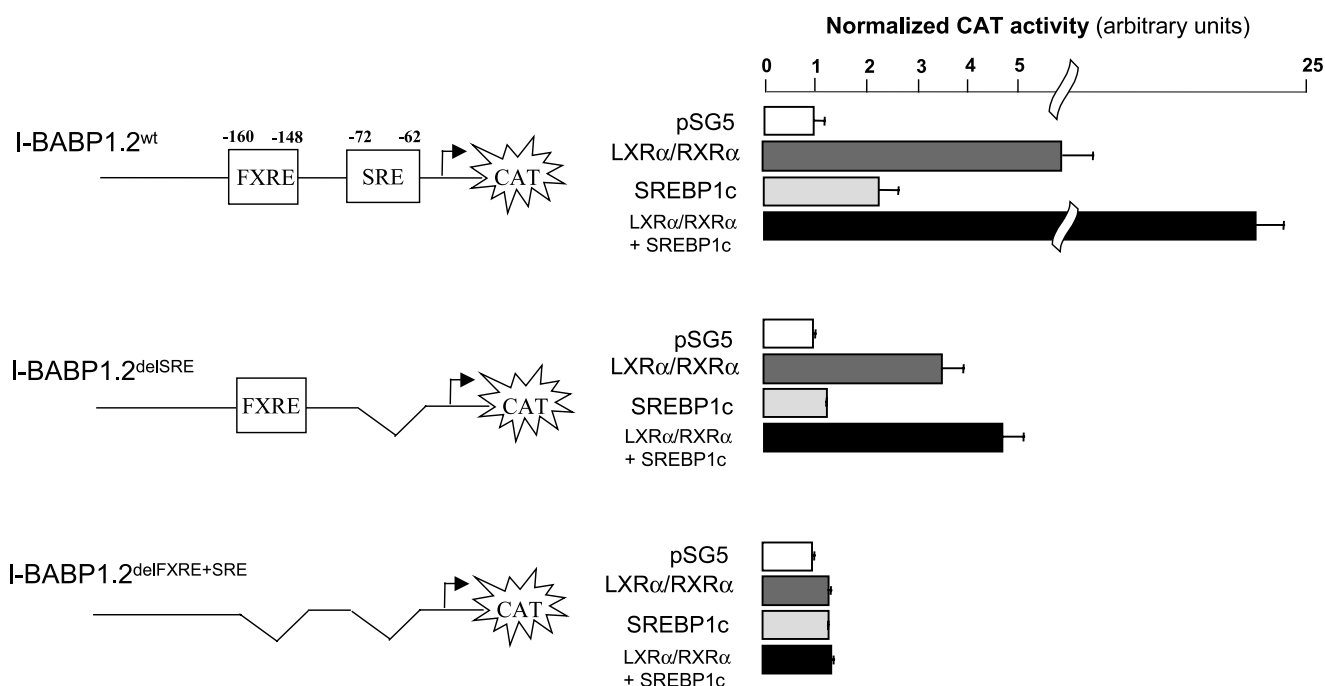 Normalized CAT activity (arbitrary units)
0 1 2 3 4 5 25
I-BABP1.2wt
-160 -148 -72 -62
FXRE SRE CAT
pSG5
LXRα/RXRα
SREBP1c
LXRα/RXRα
+ SREBP1c
I-BABP1.2delSRE
FXRE CAT
pSG5
LXRα/RXRα
SREBP1c
LXRα/RXRα
+ SREBP1c
I-BABP1.2delFXRE+SRE
CAT
pSG5
LXRα/RXRα
SREBP1c
LXRα/RXRα
+ SREBP1c